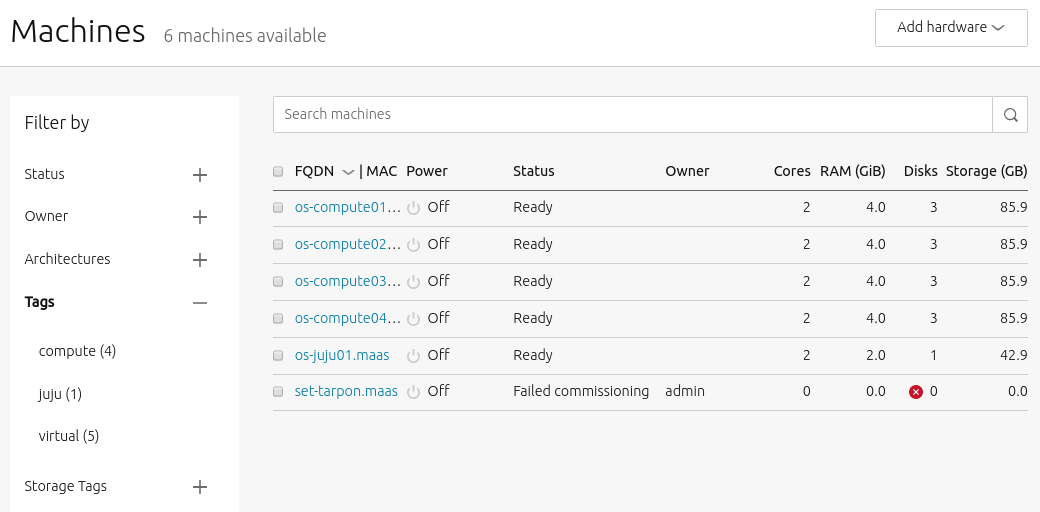 Machines 6 machines available
Add hardware
Filter by
Status
Owner
Architectures
Tags
compute (4)
juju (1)
virtual (5)
Storage Tags
Search machines
FQDN | MAC Power Status Owner Cores RAM (GiB) Disks Storage (GB)
os-compute01... Off Ready 2 4.0 3 85.9
os-compute02... Off Ready 2 4.0 3 85.9
os-compute03... Off Ready 2 4.0 3 85.9
os-compute04... Off Ready 2 4.0 3 85.9
os-juju01.maas Off Ready 2 2.0 1 42.9
set-tarpon.maas Off Failed commissioning admin 0 0.0 0 0.0